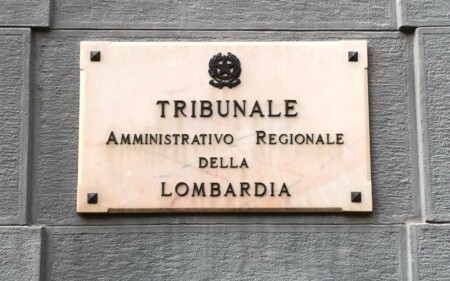 TRIBUNALE
AMMINISTRATIVO REGIONALE
DELLA
LOMBARDIA